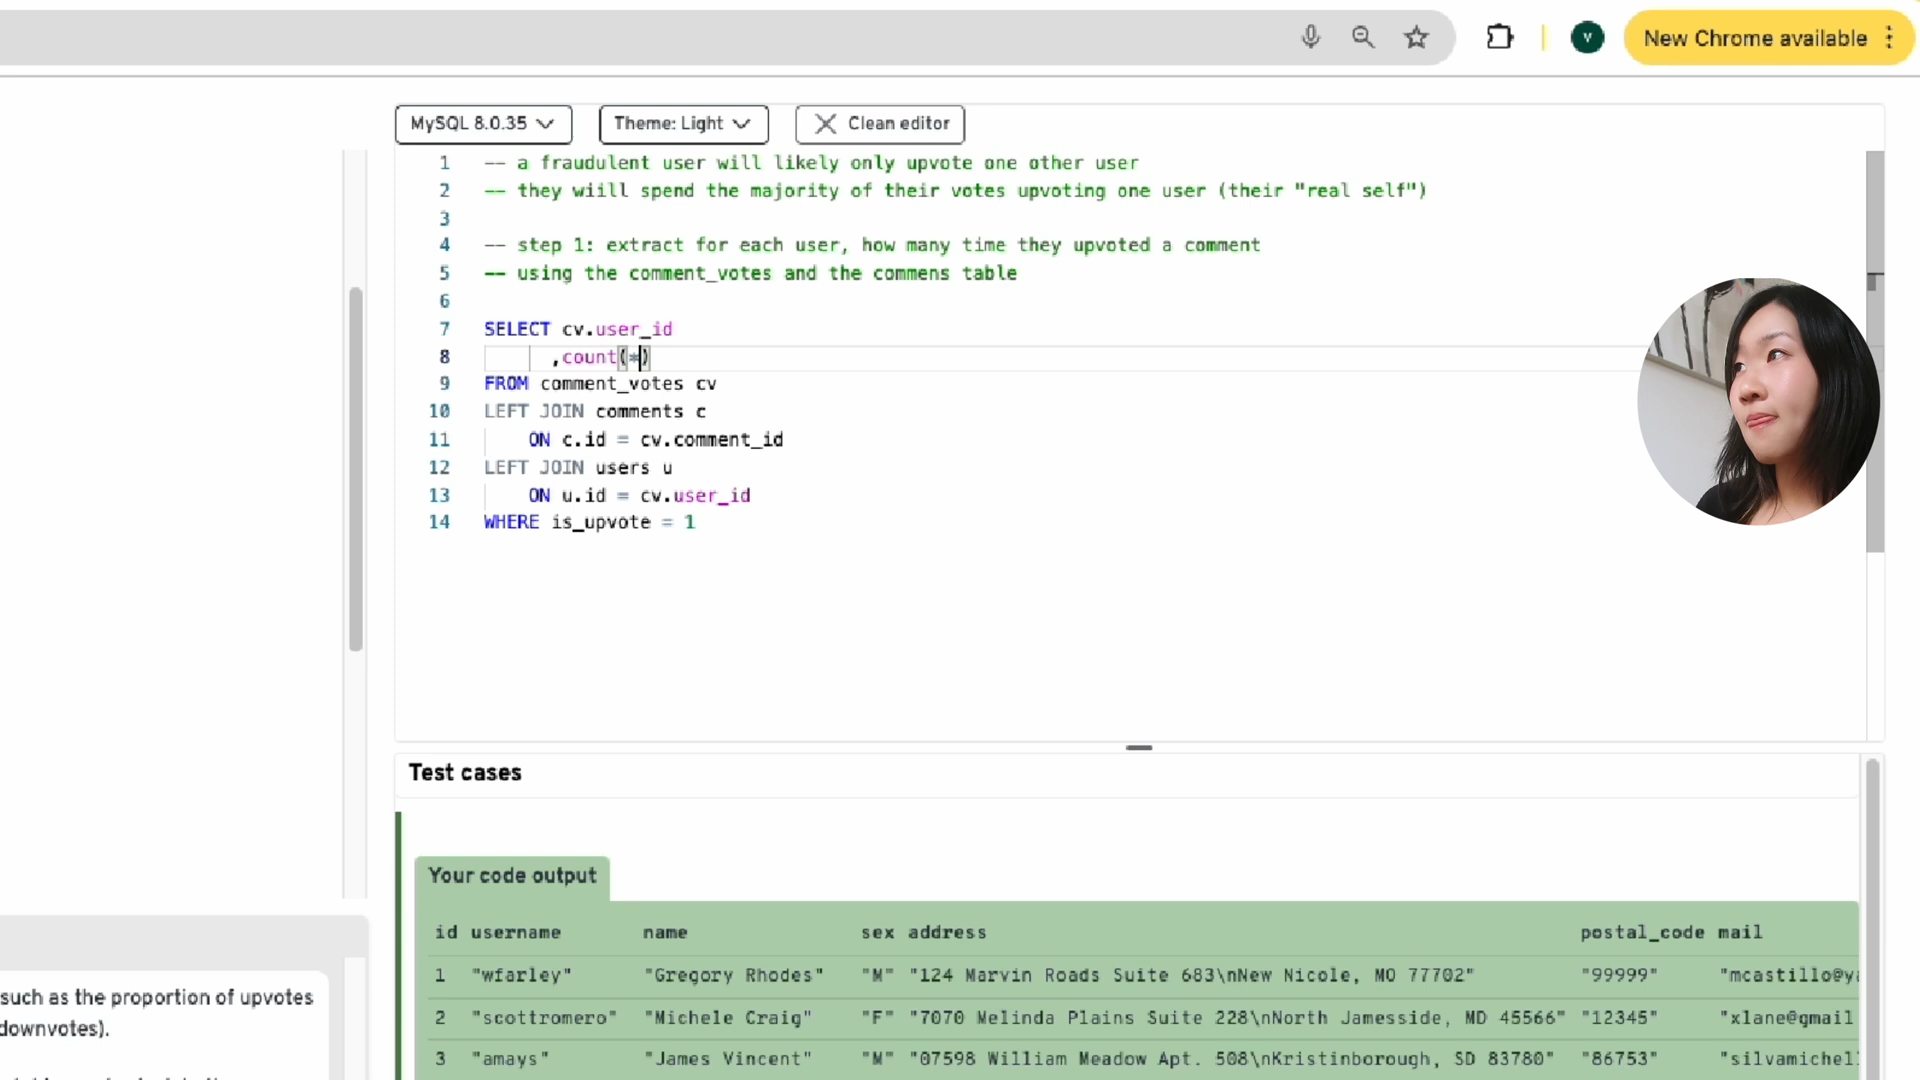 V
New Chrome available
MySQL 8.0.35
Theme: Light
Clean editor
1 -- a fraudulent user will likely only upvote one other user
2 -- they wiill spend the majority of their votes upvoting one user (their "real self")
3
4 -- step 1: extract for each user, how many time they upvoted a comment
5 -- using the comment_votes and the commens table
6
7 SELECT cv.user_id
8 ,count(*)
9 FROM comment_votes cv
10 LEFT JOIN comments c
11 ON c.id = cv.comment_id
12 LEFT JOIN users u
13 ON u.id = cv.user_id
14 WHERE is_upvote = 1
Test cases
Your code output
id username name sex address postal_code mail
1 "wfarley" "Gregory Rhodes" "M" "124 Marvin Roads Suite 683\nNew Nicole, MO 77702" "99999" "mcastillo@y
2 "scottromero" "Michele Craig" "F" "7070 Melinda Plains Suite 228\nNorth Jamesside, MD 45566" "12345" "xlane@gmail
3 "amays" "James Vincent" "M" "07598 William Meadow Apt. 508\nKristinborough, SD 83780" "86753" "silvamichel
such as the proportion of upvotes
downvotes).